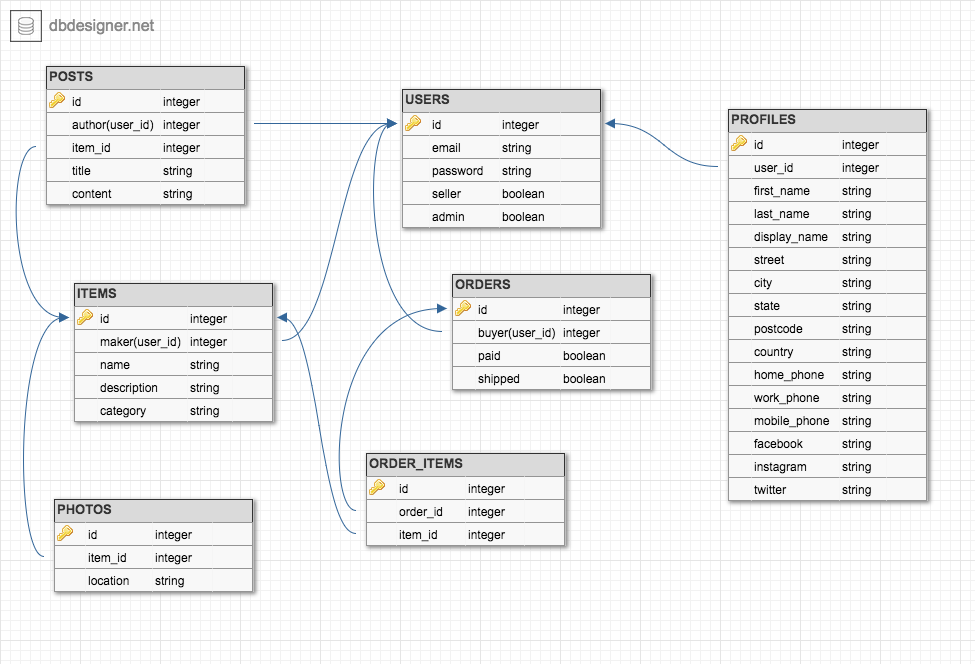 dbdesigner.net
POSTS
id integer
author(user_id) integer
item_id integer
title string
content string
USERS
id integer
email string
password string
seller boolean
admin boolean
PROFILES
id integer
user_id integer
first_name string
last_name string
display_name string
street string
city string
state string
postcode string
country string
home_phone string
work_phone string
mobile_phone string
facebook string
instagram string
twitter string
ITEMS
id integer
maker(user_id) integer
name string
description string
category string
ORDERS
id integer
buyer(user_id) integer
paid boolean
shipped boolean
ORDER_ITEMS
id integer
order_id integer
item_id integer
PHOTOS
id integer
item_id integer
location string